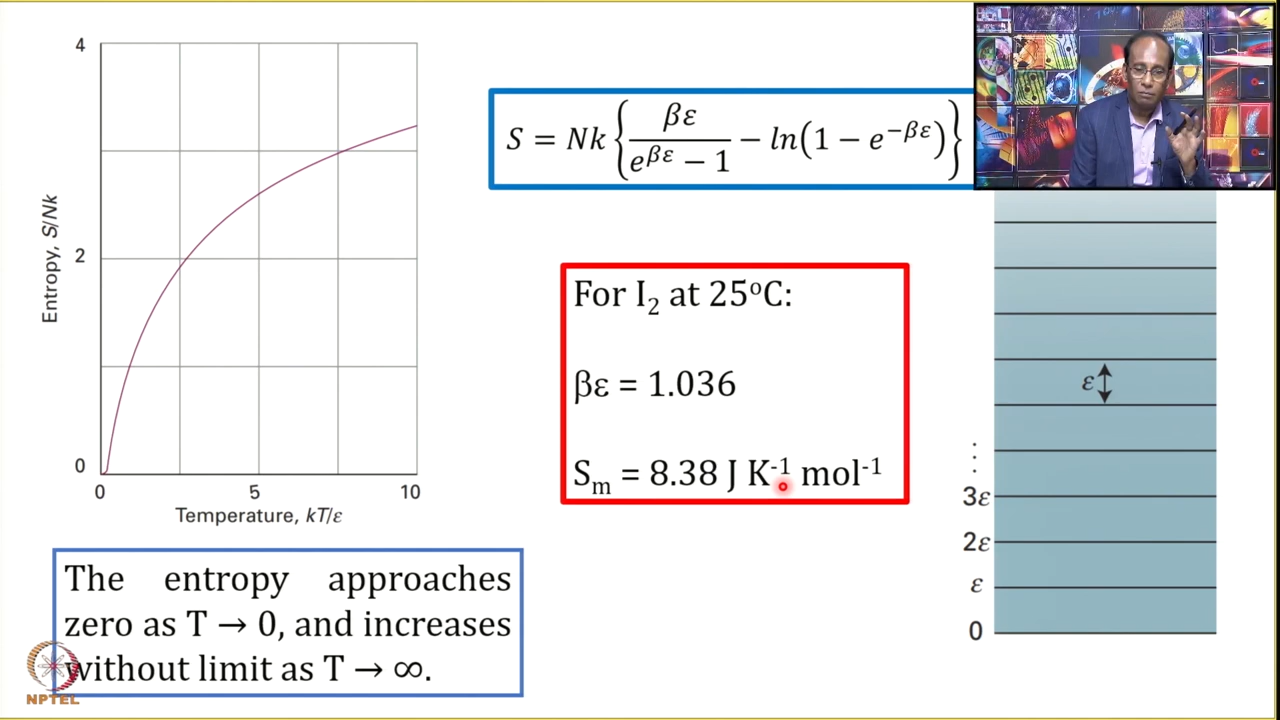 4
2
0
Entropy, S/Nk
0 5 10
Temperature, kT/ε
S = Nk { βε / (e^{βε} − 1) − ln(1 − e^{−βε}) }
For I₂ at 25°C:
βε = 1.036
Sₘ = 8.38 J K⁻¹ mol⁻¹
ε
⋮
3ε
2ε
ε
0
The entropy approaches
zero as T → 0, and increases
without limit as T → ∞.
NPTEL